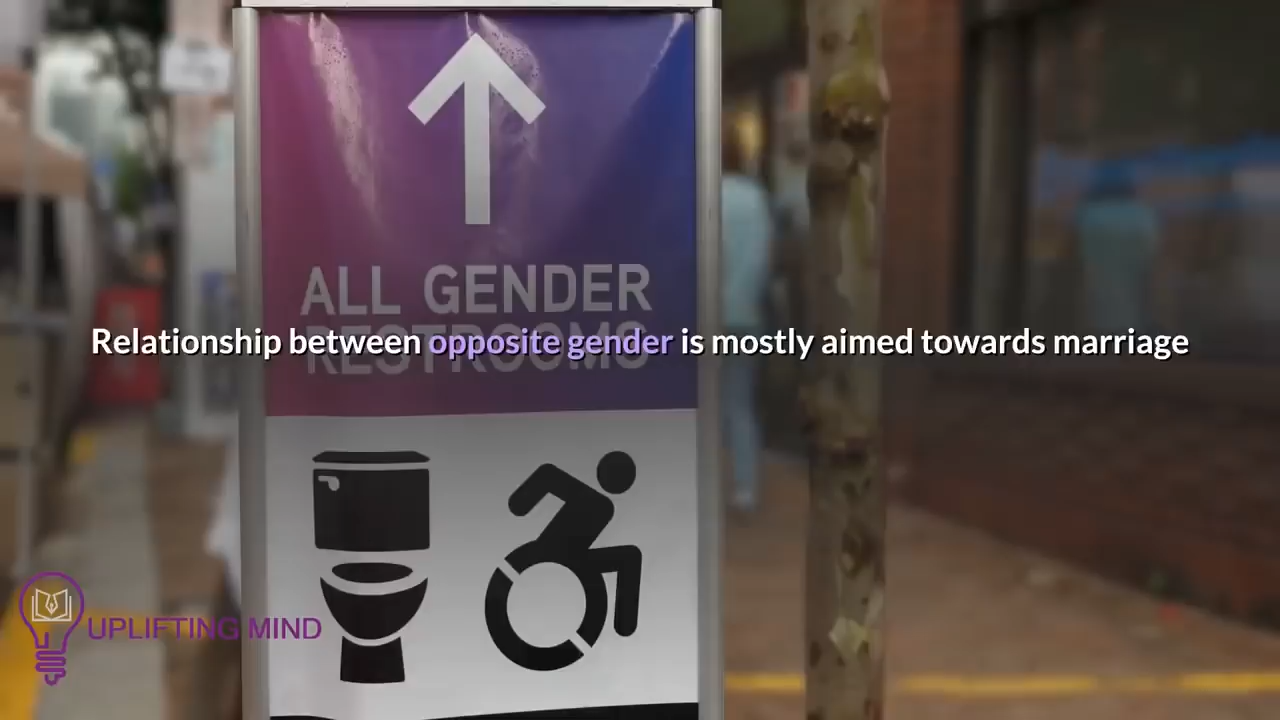 ALL GENDER
RESTROOMS
Relationship between opposite gender is mostly aimed towards marriage
UPLIFTING MIND